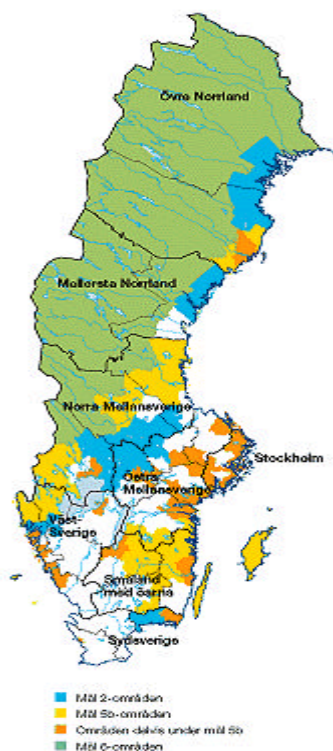 Övre Norrland
Mellersta Norrland
Norra Mellansverige
Stockholm
Östra
Mellansverige
Väst-
Sverige
Småland
med öarna
Sydsverige
Mål 2-områden
Mål 5b-områden
Områden delvis under mål 5b
Mål 6-områden